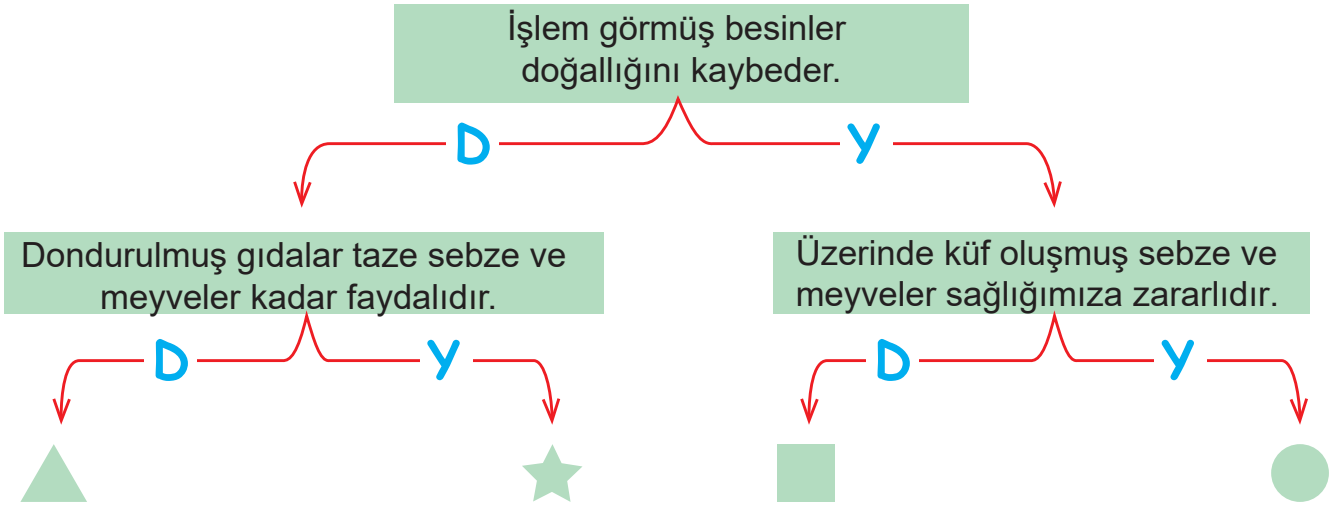 İşlem görmüş besinler
doğallığını kaybeder.
D
Y
Dondurulmuş gıdalar taze sebze ve
meyveler kadar faydalıdır.
Üzerinde küf oluşmuş sebze ve
meyveler sağlığımıza zararlıdır.
D
Y
D
Y